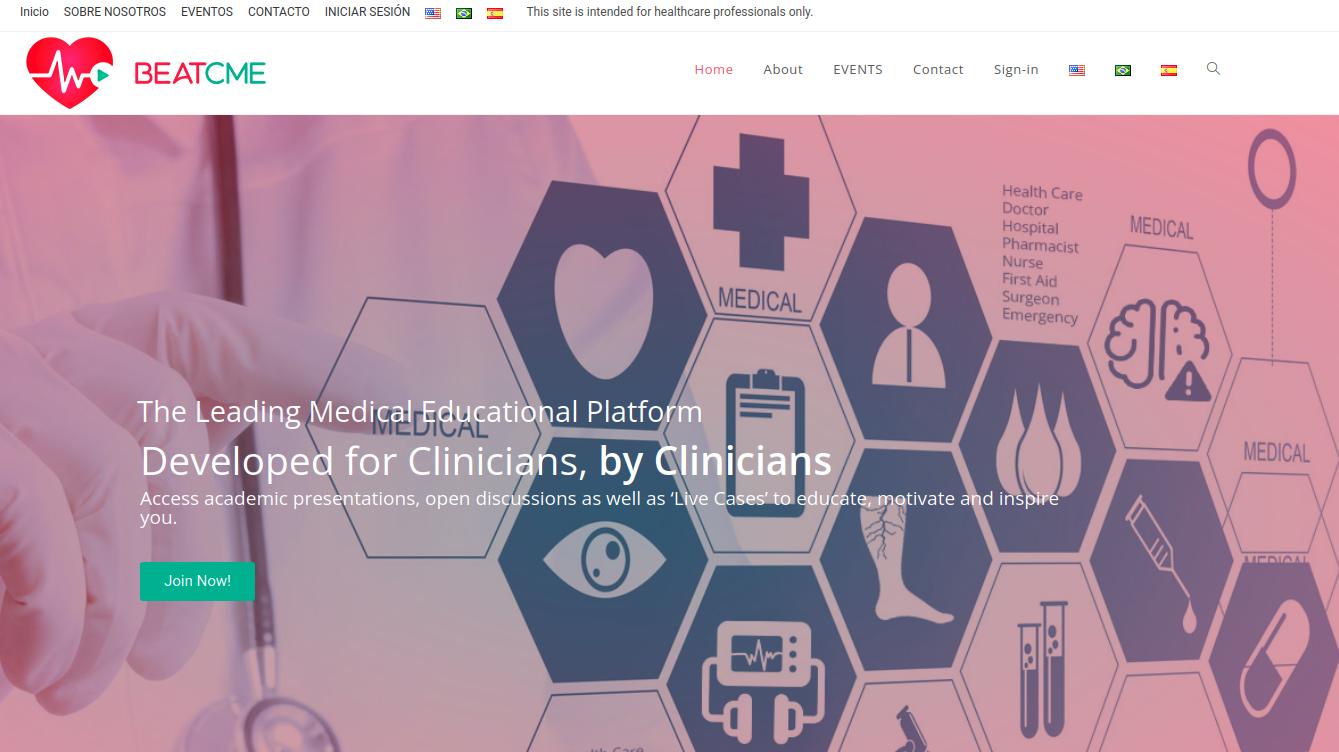 Inicio SOBRE NOSOTROS EVENTOS CONTACTO INICIAR SESIÓN This site is intended for healthcare professionals only.
BEATCME
Home About EVENTS Contact Sign-in
MEDICAL
Health Care
Doctor
Hospital
Pharmacist
Nurse
First Aid
Surgeon
Emergency
MEDICAL
MEDICAL
MEDICAL
MEDICAL
The Leading Medical Educational Platform
Developed for Clinicians, by Clinicians
Access academic presentations, open discussions as well as ‘Live Cases’ to educate, motivate and inspire
you.
Join Now!